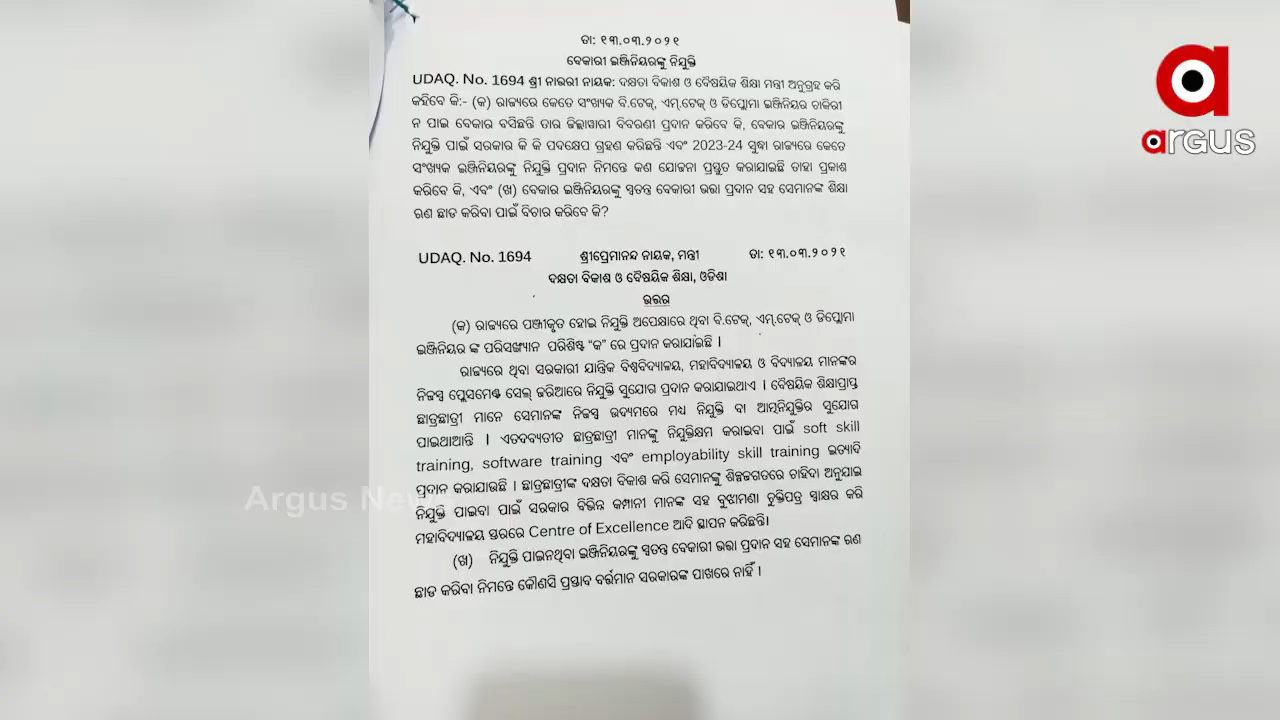 ତା: ୧୩.୦୩.୨୦୨୧
ବେକାରୀ ଇଞ୍ଜିନିୟରଙ୍କୁ ନିଯୁକ୍ତି
UDAQ. No. 1694 ଶ୍ରୀ ନାଉରୀ ନାୟକ: ଦକ୍ଷତା ବିକାଶ ଓ ବୈଷୟିକ ଶିକ୍ଷା ମନ୍ତ୍ରୀ ଅନୁଗ୍ରହ କରି
କହିବେ କି:- (କ) ରାଜ୍ୟରେ କେତେ ସଂଖ୍ୟକ ବି.ଟେକ୍, ଏମ୍.ଟେକ୍ ଓ ଡିପ୍ଲୋମା ଇଞ୍ଜିନିୟର ଚାକିରୀ
ନ ପାଇ ବେକାର ବସିଛନ୍ତି ତାର ଜିଲ୍ଲାୱାରୀ ବିବରଣୀ ପ୍ରଦାନ କରିବେ କି, ବେକାର ଇଞ୍ଜିନିୟରଙ୍କୁ
ନିଯୁକ୍ତି ପାଇଁ ସରକାର କି କି ପଦକ୍ଷେପ ଗ୍ରହଣ କରିଛନ୍ତି ଏବଂ 2023-24 ସୁଦ୍ଧା ରାଜ୍ୟରେ କେତେ
ସଂଖ୍ୟକ ଇଞ୍ଜିନିୟରଙ୍କୁ ନିଯୁକ୍ତି ପ୍ରଦାନ ନିମନ୍ତେ କଣ ଯୋଜନା ପ୍ରସ୍ତୁତ କରାଯାଇଛି ତାହା ପ୍ରକାଶ
କରିବେ କି, ଏବଂ (ଖ) ବେକାର ଇଞ୍ଜିନିୟରଙ୍କୁ ସ୍ୱତନ୍ତ୍ର ବେକାରୀ ଭତ୍ତା ପ୍ରଦାନ ସହ ସେମାନଙ୍କ ଶିକ୍ଷା
ଋଣ ଛାଡ କରିବା ପାଇଁ ବିଚାର କରିବେ କି?
UDAQ. No. 1694 ଶ୍ରୀପ୍ରେମାନନ୍ଦ ନାୟକ, ମନ୍ତ୍ରୀ ତା: ୧୩.୦୩.୨୦୨୧
ଦକ୍ଷତା ବିକାଶ ଓ ବୈଷୟିକ ଶିକ୍ଷା, ଓଡିଶା
ଉତ୍ତର
(କ) ରାଜ୍ୟରେ ପଞ୍ଜୀକୃତ ହୋଇ ନିଯୁକ୍ତି ଅପେକ୍ଷାରେ ଥିବା ବି.ଟେକ୍, ଏମ୍.ଟେକ୍ ଓ ଡିପ୍ଲୋମା
ଇଞ୍ଜିନିୟର ଙ୍କ ପରିସଖ୍ୟାନ ପରିଶିଷ୍ଟ “କ” ରେ ପ୍ରଦାନ କରାଯାଇଛି ।
ରାଜ୍ୟରେ ଥିବା ସରକାରୀ ଯାନ୍ତ୍ରିକ ବିଶ୍ୱବିଦ୍ୟାଳୟ, ମହାବିଦ୍ୟାଳୟ ଓ ବିଦ୍ୟାଳୟ ମାନଙ୍କର
ନିଜସ୍ୱ ପ୍ଲେସମେଣ୍ଟ ସେଲ୍ ଜରିଆରେ ନିଯୁକ୍ତି ସୁଯୋଗ ପ୍ରଦାନ କରାଯାଇଥାଏ । ବୈଷୟିକ ଶିକ୍ଷାପ୍ରାପ୍ତ
ଛାତ୍ରଛାତ୍ରୀ ମାନେ ସେମାନଙ୍କ ନିଜସ୍ୱ ଉଦ୍ୟମରେ ମଧ୍ୟ ନିଯୁକ୍ତି ବା ଆତ୍ମନିଯୁକ୍ତିର ସୁଯୋଗ
ପାଇଥାଆନ୍ତି । ଏତଦବ୍ୟତୀତ ଛାତ୍ରଛାତ୍ରୀ ମାନଙ୍କୁ ନିଯୁକ୍ତିକ୍ଷମ କରାଇବା ପାଇଁ soft skill
training, software training ଏବଂ employability skill training ଇତ୍ୟାଦି
ପ୍ରଦାନ କରାଯାଉଛି । ଛାତ୍ରଛାତ୍ରୀଙ୍କ ଦକ୍ଷତା ବିକାଶ କରି ସେମାନଙ୍କୁ ଶିଳ୍ପଜଗତରେ ଚାହିଦା ଅନୁଯାଇ
ନିଯୁକ୍ତି ପାଇବା ପାଇଁ ସରକାର ବିଭିନ୍ନ କମ୍ପାନୀ ମାନଙ୍କ ସହ ବୁଝାମଣା ଚୁକ୍ତିପତ୍ର ସ୍ୱାକ୍ଷର କରି
ମହାବିଦ୍ୟାଳୟ ସ୍ତରରେ Centre of Excellence ଆଦି ସ୍ଥାପନ କରିଛନ୍ତି।
(ଖ) ନିଯୁକ୍ତି ପାଇନଥିବା ଇଞ୍ଜିନିୟରଙ୍କୁ ସ୍ୱତନ୍ତ୍ର ବେକାରୀ ଭତ୍ତା ପ୍ରଦାନ ସହ ସେମାନଙ୍କ ଋଣ
ଛାଡ କରିବା ନିମନ୍ତେ କୌଣସି ପ୍ରସ୍ତାବ ବର୍ତ୍ତମାନ ସରକାରଙ୍କ ପାଖରେ ନାହିଁ ।
argus
Argus News